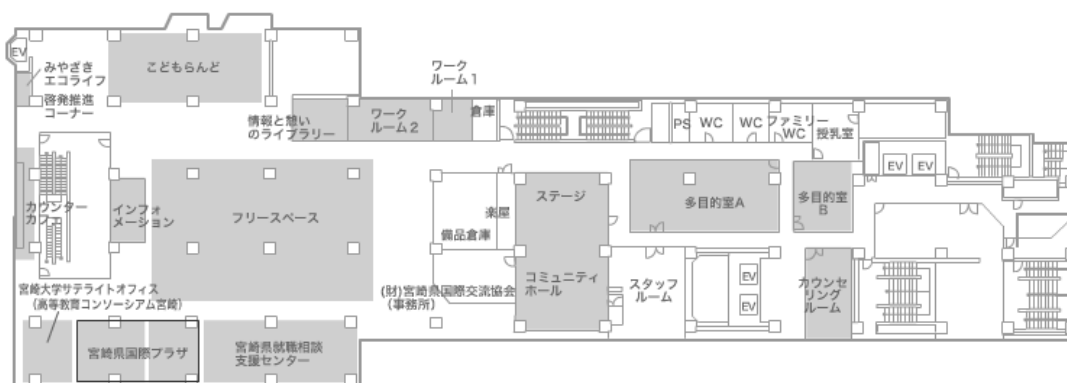 EV
みやざき
エコライフ
啓発推進
コーナー
こどもらんど
情報と憩い
のライブラリー
ワーク
ルーム2
ワーク
ルーム1
倉庫
PS
WC
WC
ファミリー
WC
授乳室
EV
EV
カウンター
カフェ
インフォ
メーション
フリースペース
備品倉庫
楽屋
ステージ
コミュニティ
ホール
多目的室A
多目的室
B
スタッフ
ルーム
EV
EV
カウンセ
リング
ルーム
(財)宮崎県国際交流協会
(事務所)
宮崎大学サテライトオフィス
(高等教育コンソーシアム宮崎)
宮崎県国際プラザ
宮崎県就職相談
支援センター